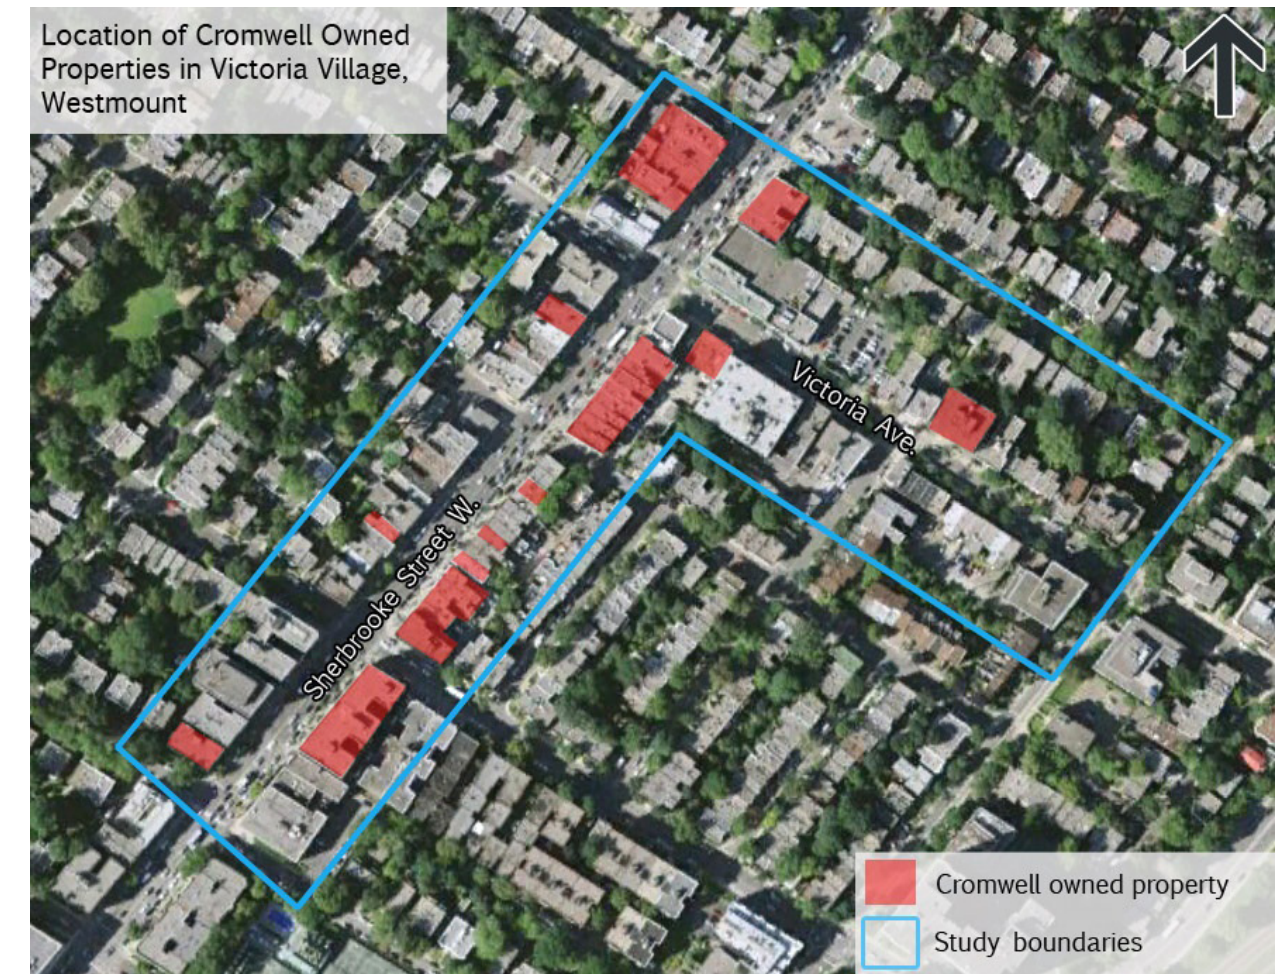 Location of Cromwell Owned
Properties in Victoria Village,
Westmount
Victoria Ave.
Sherbrooke Street W.
Cromwell owned property
Study boundaries